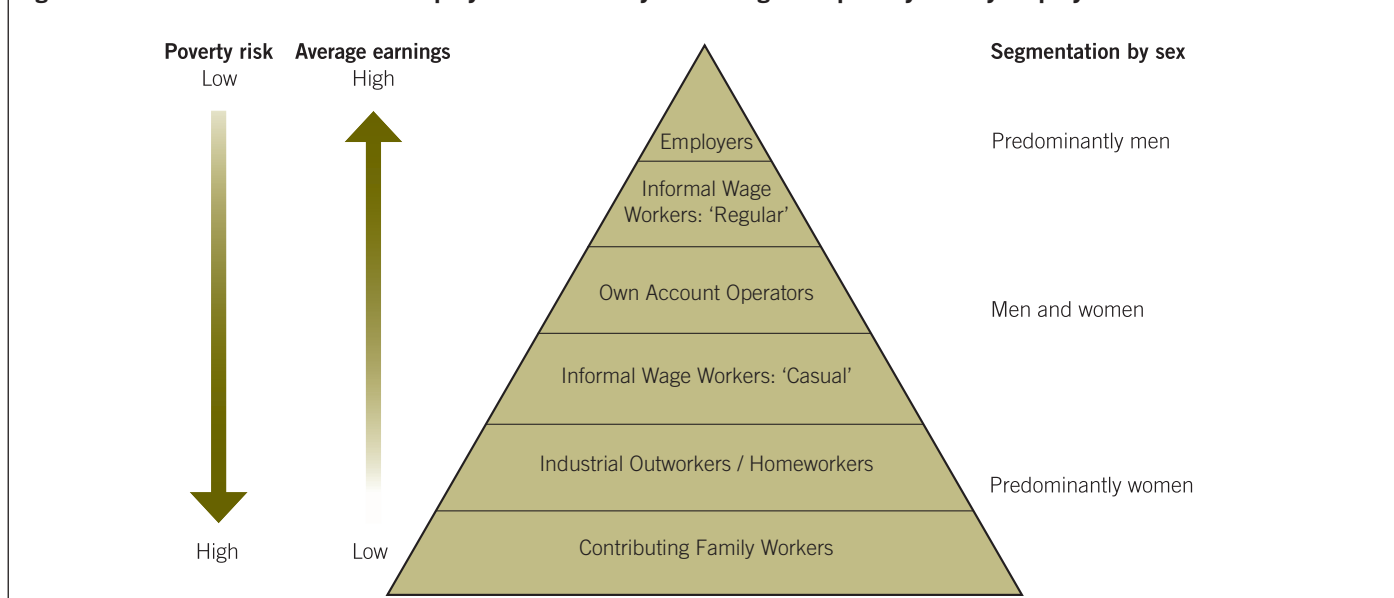 Poverty risk Average earnings Segmentation by sex
Low High
Employers Predominantly men
Informal Wage
Workers: ‘Regular’
Own Account Operators
Men and women
Informal Wage Workers: ‘Casual’
Industrial Outworkers / Homeworkers
Predominantly women
High Low Contributing Family Workers